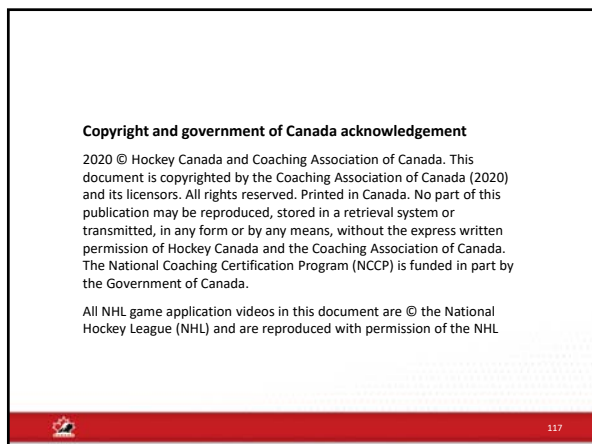 Copyright and government of Canada acknowledgement
2020 © Hockey Canada and Coaching Association of Canada. This
document is copyrighted by the Coaching Association of Canada (2020)
and its licensors. All rights reserved. Printed in Canada. No part of this
publication may be reproduced, stored in a retrieval system or
transmitted, in any form or by any means, without the express written
permission of Hockey Canada and the Coaching Association of Canada.
The National Coaching Certification Program (NCCP) is funded in part by
the Government of Canada.
All NHL game application videos in this document are © the National
Hockey League (NHL) and are reproduced with permission of the NHL
117